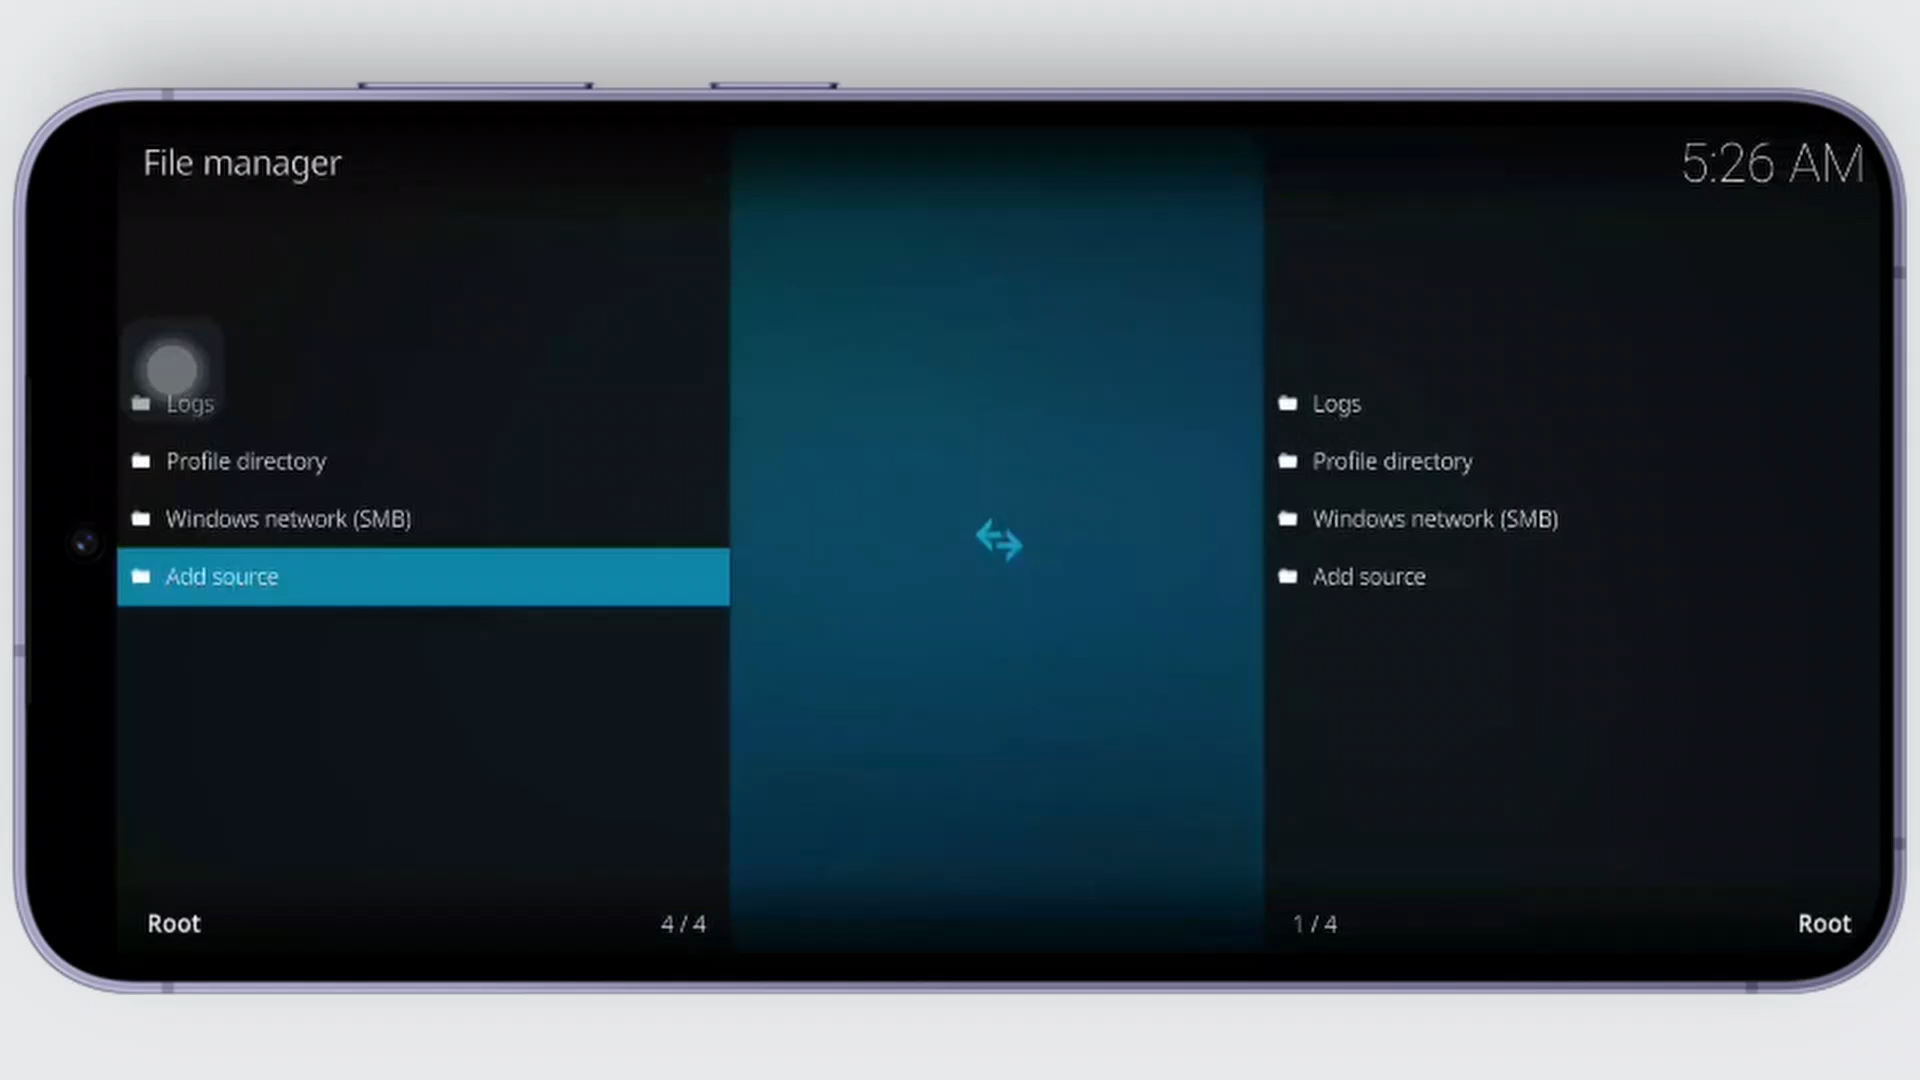 File manager
5:26 AM
Logs
Profile directory
Windows network (SMB)
Add source
Logs
Profile directory
Windows network (SMB)
Add source
Root
4 / 4
1 / 4
Root